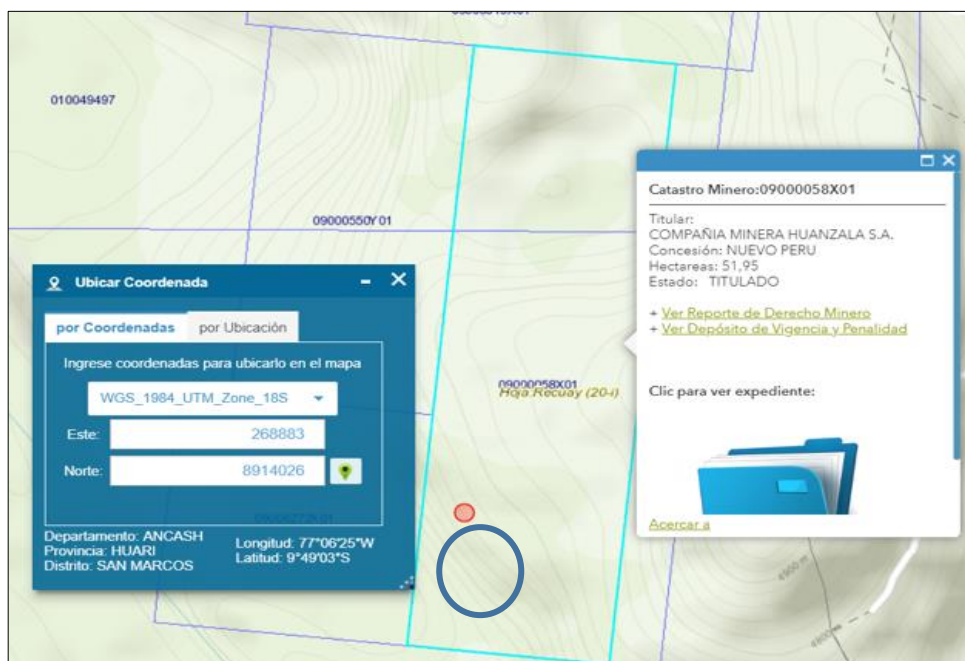 010049497
09000550Y01
09000058X01
Hoja:Recuay (20-i)
Ubicar Coordenada
por Coordenadas
por Ubicación
Ingrese coordenadas para ubicarlo en el mapa
WGS_1984_UTM_Zone_18S
Este: 268883
Norte: 8914026
Departamento: ANCASH
Provincia: HUARI
Distrito: SAN MARCOS
Longitud: 77°06'25"W
Latitud: 9°49'03"S
Catastro Minero:09000058X01
Titular:
COMPAÑIA MINERA HUANZALA S.A.
Concesión: NUEVO PERU
Hectareas: 51,95
Estado: TITULADO
+ Ver Reporte de Derecho Minero
+ Ver Depósito de Vigencia y Penalidad
Clic para ver expediente:
Acercar a
4900 m